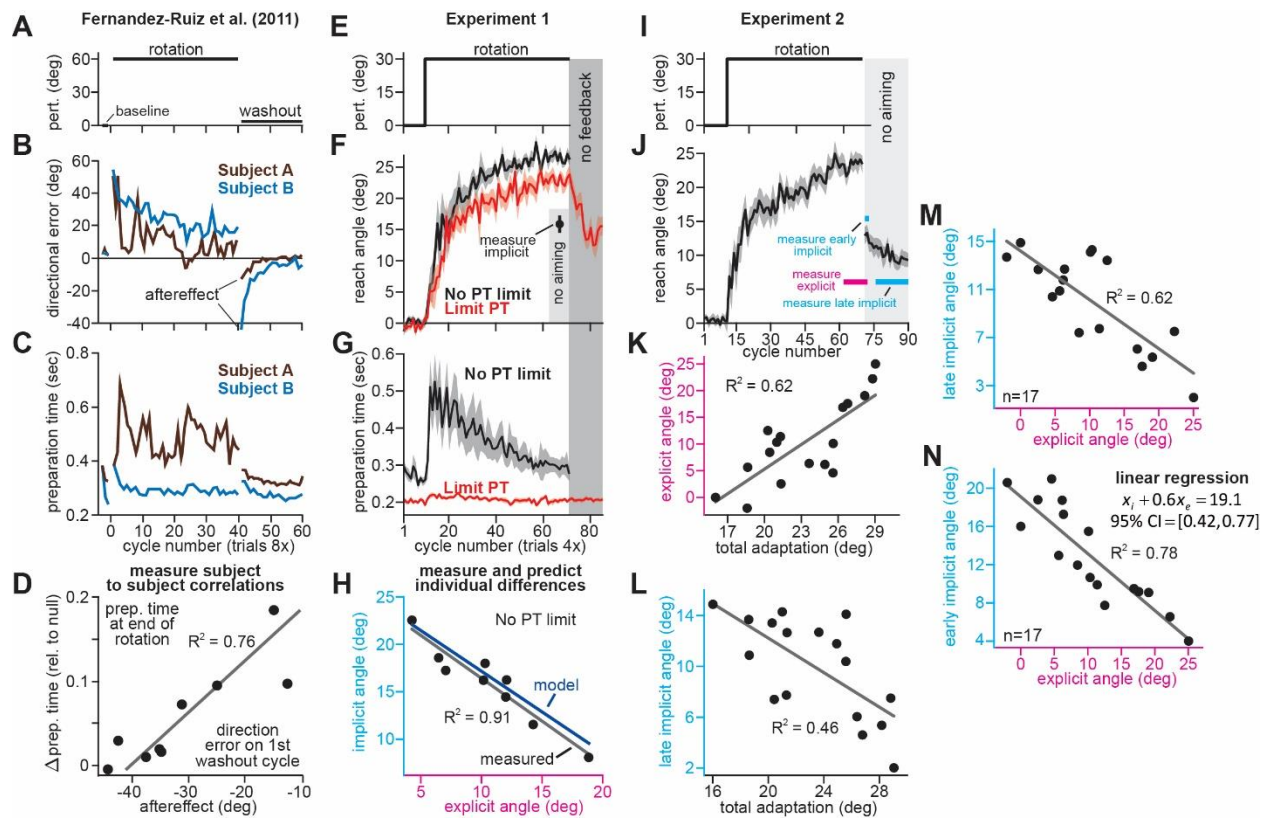 Fernandez-Ruiz et al. (2011)
Experiment 1
Experiment 2
A
pert. (deg)
60
30
0
rotation
baseline
washout
B
directional error (deg)
60
40
20
0
-20
-40
Subject A
Subject B
aftereffect
C
preparation time (sec)
0.8
0.6
0.4
0.2
Subject A
Subject B
0
10
20
30
40
50
60
cycle number (trials 8x)
measure subject
to subject correlations
D
Δ prep. time (rel. to null)
0.2
0.1
0
prep. time
at end of
rotation
R² = 0.76
direction
error on 1st
washout cycle
-40
-30
-20
-10
aftereffect (deg)
E
pert. (deg)
30
15
0
rotation
no feedback
F
reach angle (deg)
25
20
15
10
5
0
measure
implicit
no aiming
No PT limit
Limit PT
G
preparation time (sec)
0.6
0.5
0.4
0.3
0.2
No PT limit
Limit PT
1
20
40
60
80
cycle number (trials 4x)
measure and predict
individual differences
H
implicit angle (deg)
25
20
15
10
No PT limit
model
R² = 0.91
measured
5
10
15
20
explicit angle (deg)
I
pert. (deg)
30
15
0
rotation
no aiming
J
reach angle (deg)
25
20
15
10
5
0
measure early
implicit
measure
explicit
measure late implicit
1
15
30
45
60
75
90
cycle number
K
explicit angle (deg)
25
20
15
10
5
0
R² = 0.62
16
19
21
24
26
29
total adaptation (deg)
L
late implicit angle (deg)
14
10
6
2
R² = 0.46
16
20
24
28
total adaptation (deg)
M
late implicit angle (deg)
15
13
7
3
R² = 0.62
n=17
0
5
10
15
20
25
explicit angle (deg)
N
early implicit angle (deg)
20
16
12
8
4
linear regression
xᵢ + 0.6xₑ = 19.1
95% CI = [0.42, 0.77]
R² = 0.78
n=17
0
5
10
15
20
25
explicit angle (deg)